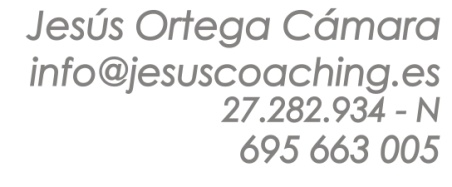 Jesús Ortega Cámara
info@jesuscoaching.es
27.282.934 - N
695 663 005